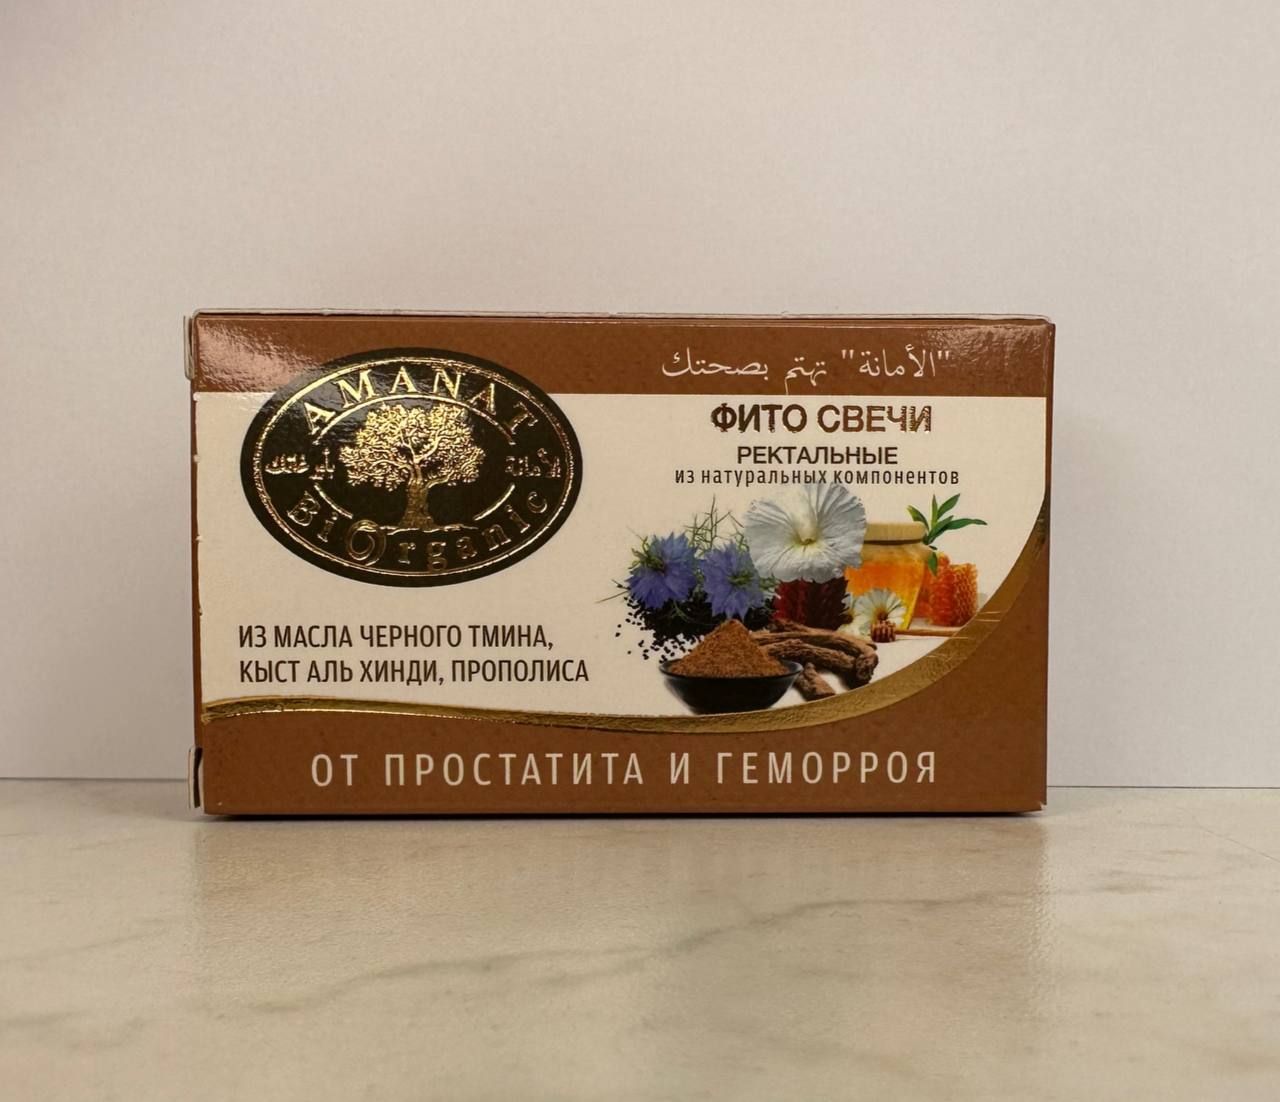 "الأمانة" تهتم بصحتك
AMANAT
BiOrganic
ФИТО СВЕЧИ
РЕКТАЛЬНЫЕ
из натуральных компонентов
ИЗ МАСЛА ЧЕРНОГО ТМИНА,
КЫСТ АЛЬ ХИНДИ, ПРОПОЛИСА
ОТ ПРОСТАТИТА И ГЕМОРРОЯ